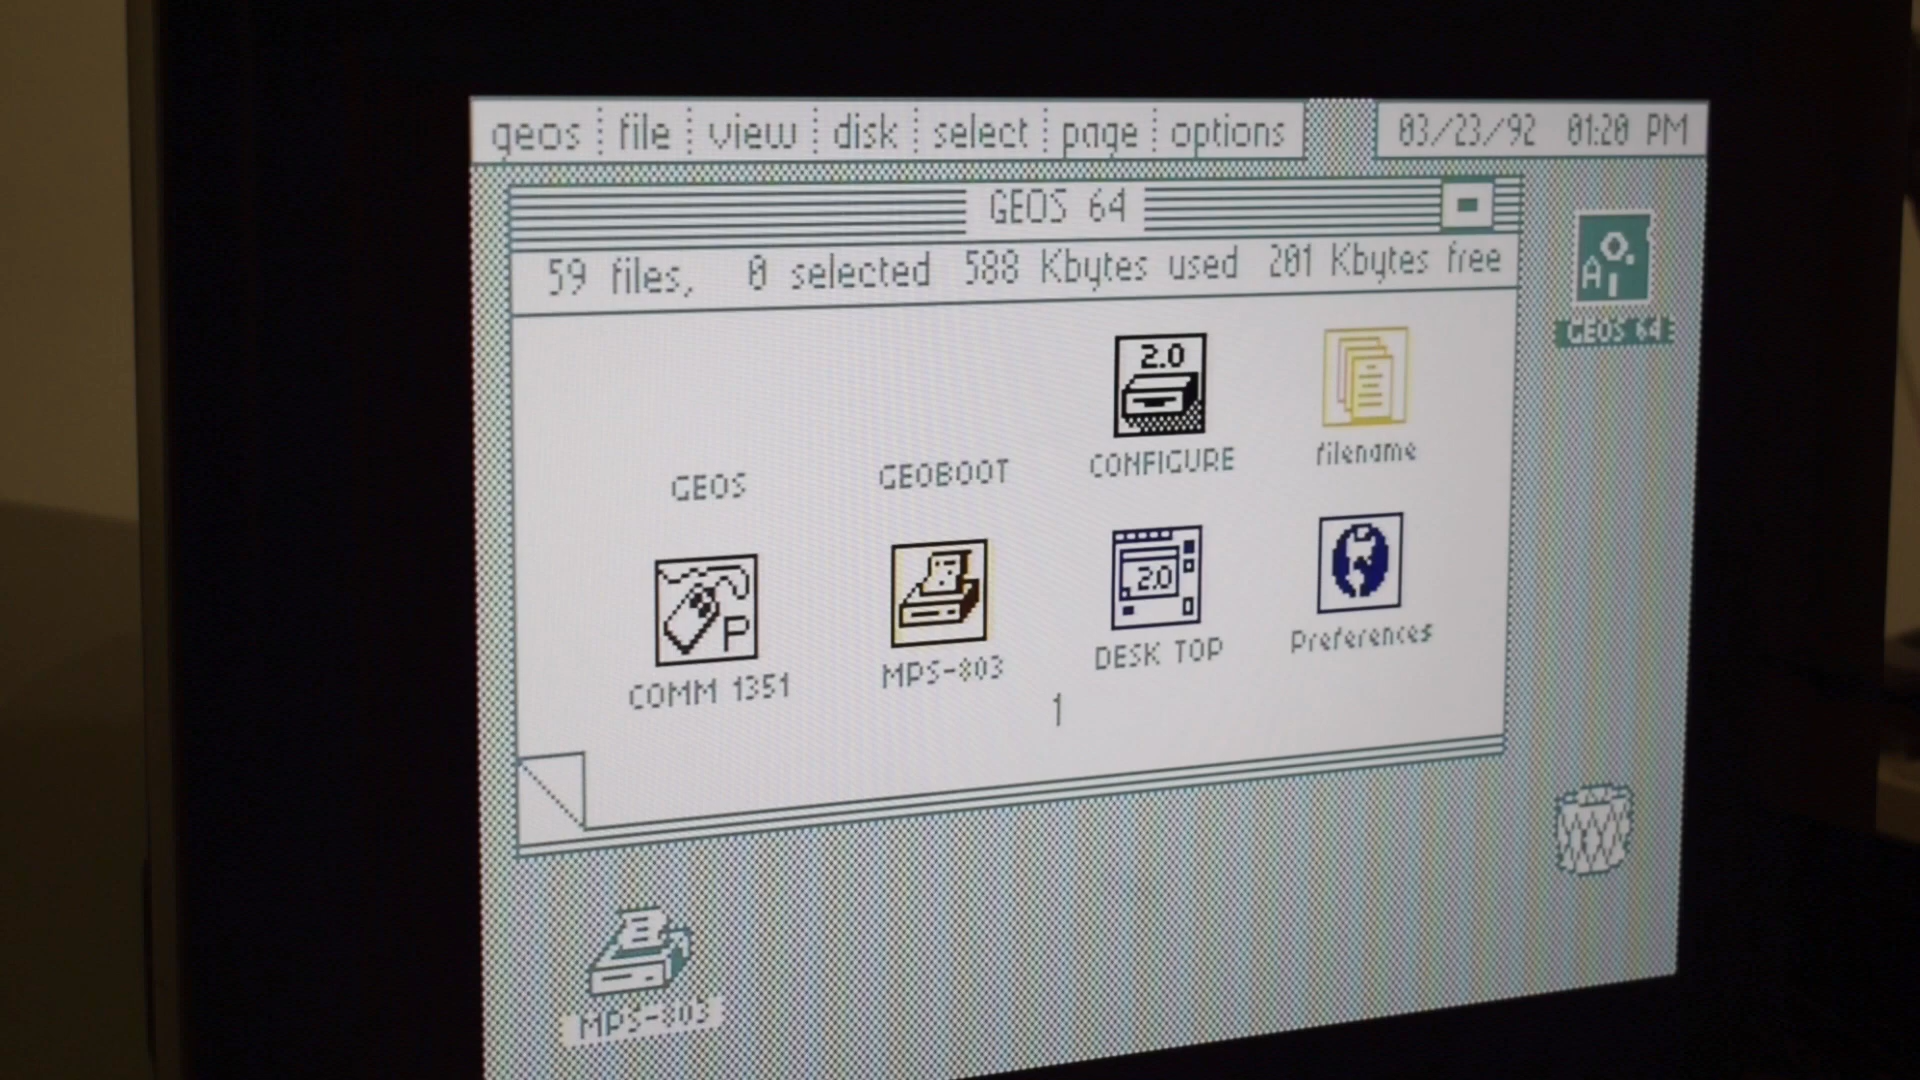 geos file view disk select page options 03/23/92 01:20 PM
GEOS 64
59 files, 0 selected 588 Kbytes used 201 Kbytes free
A
GEOS 64
2.0
GEOS GEOBOOT CONFIGURE filename
P 2.0
COMM 1351 MPS-803 DESK TOP Preferences
1
MPS-803